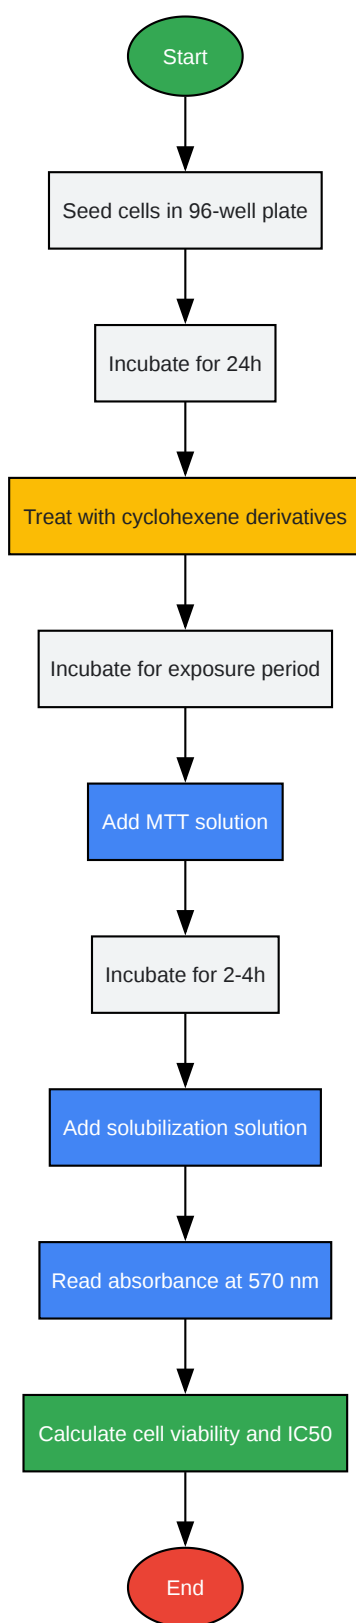 Start
Seed cells in 96-well plate
Incubate for 24h
Treat with cyclohexene derivatives
Incubate for exposure period
Add MTT solution
Incubate for 2-4h
Add solubilization solution
Read absorbance at 570 nm
Calculate cell viability and IC50
End